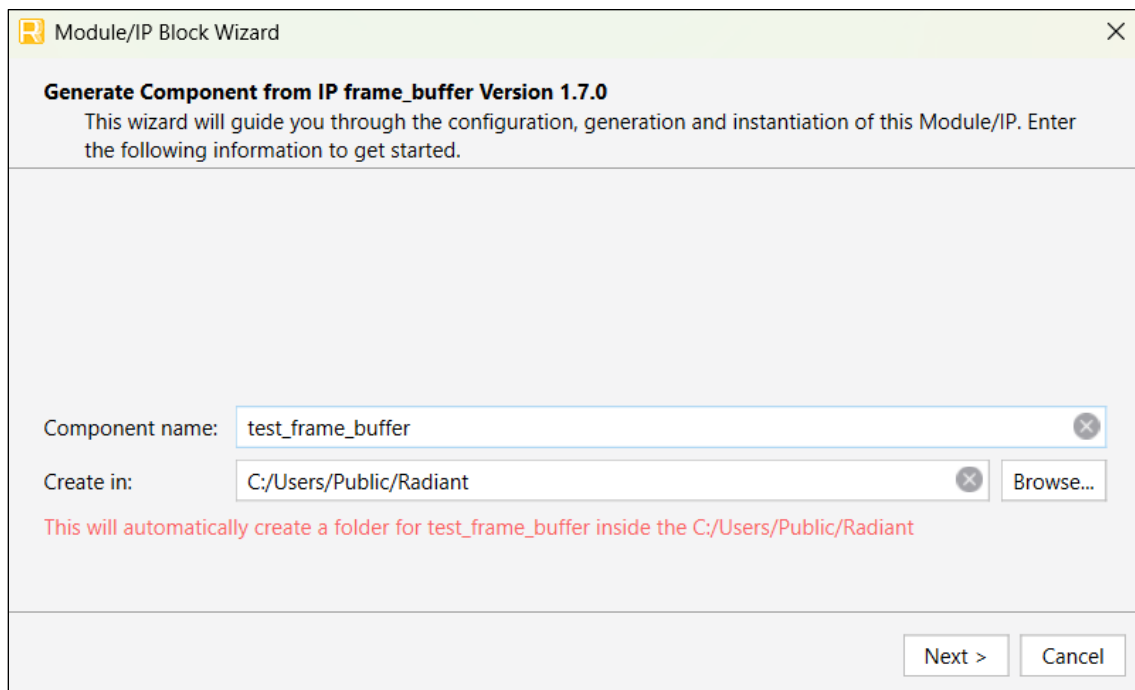 Module/IP Block Wizard
Generate Component from IP frame_buffer Version 1.7.0
This wizard will guide you through the configuration, generation and instantiation of this Module/IP. Enter
the following information to get started.
Component name: test_frame_buffer
Create in: C:/Users/Public/Radiant Browse...
This will automatically create a folder for test_frame_buffer inside the C:/Users/Public/Radiant
Next > Cancel